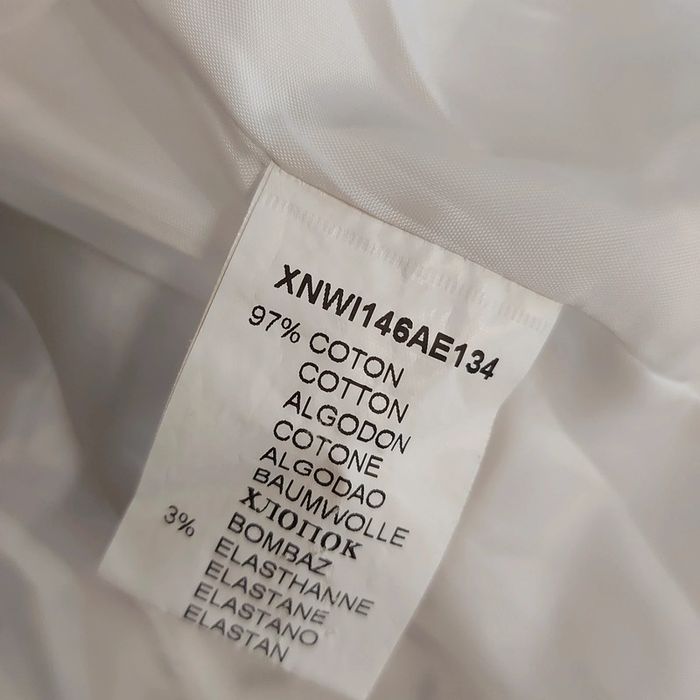 XNWI146AE134
97% COTON
COTTON
ALGODON
COTONE
ALGODAO
BAUMWOLLE
ХЛОПОК
BOMBAZ
3% ELASTHANNE
ELASTANE
ELASTANO
ELASTAN